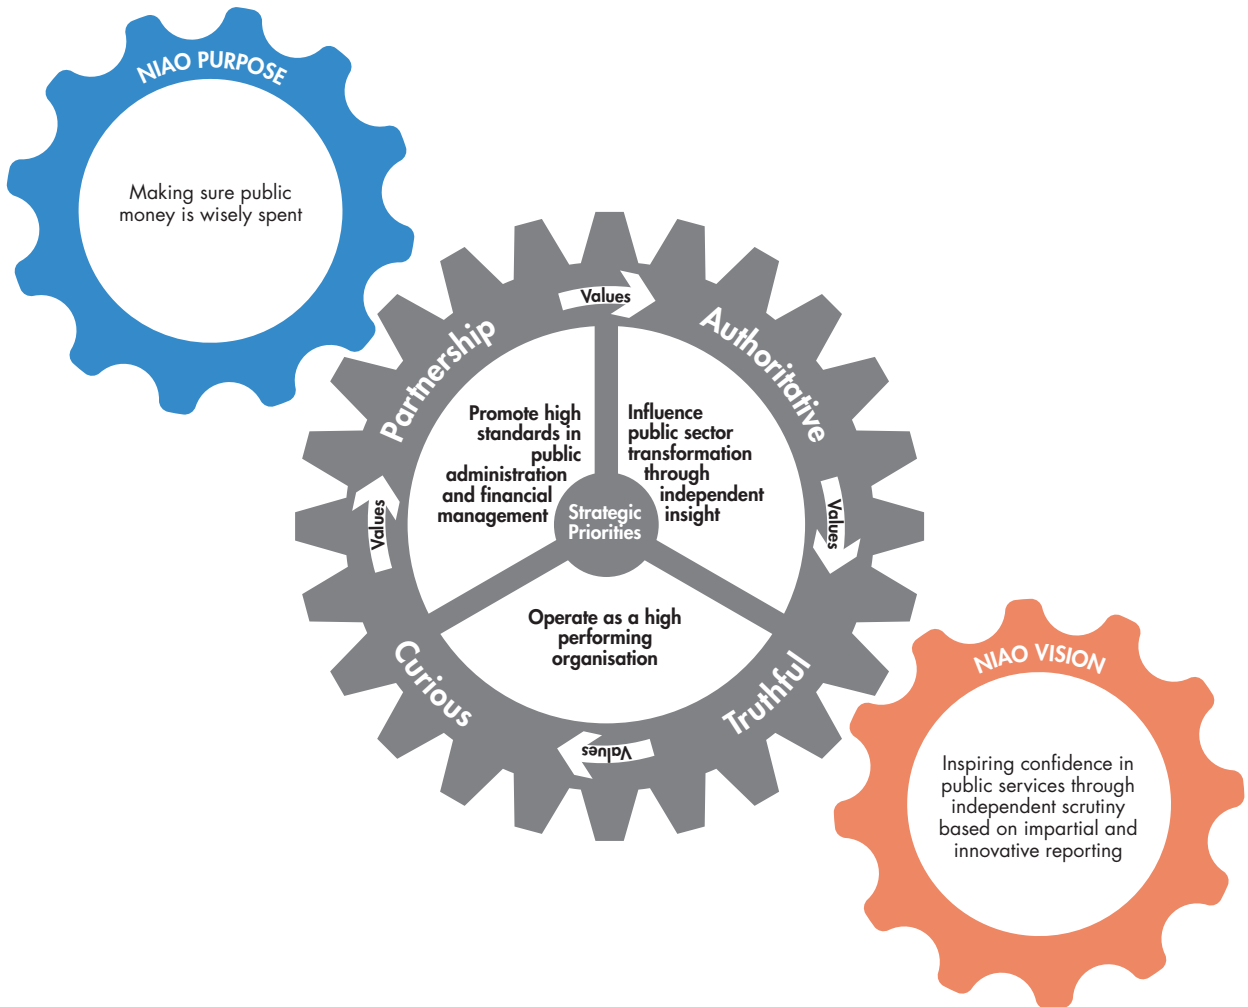 NIAO PURPOSE
Making sure public
money is wisely spent
Values
Partnership
Authoritative
Promote high
standards in
public
administration
and financial
management
Influence
public sector
transformation
through
independent
insight
Strategic
Priorities
Values
Values
Operate as a high
performing
organisation
Curious
Truthful
Values
NIAO VISION
Inspiring confidence in
public services through
independent scrutiny
based on impartial and
innovative reporting